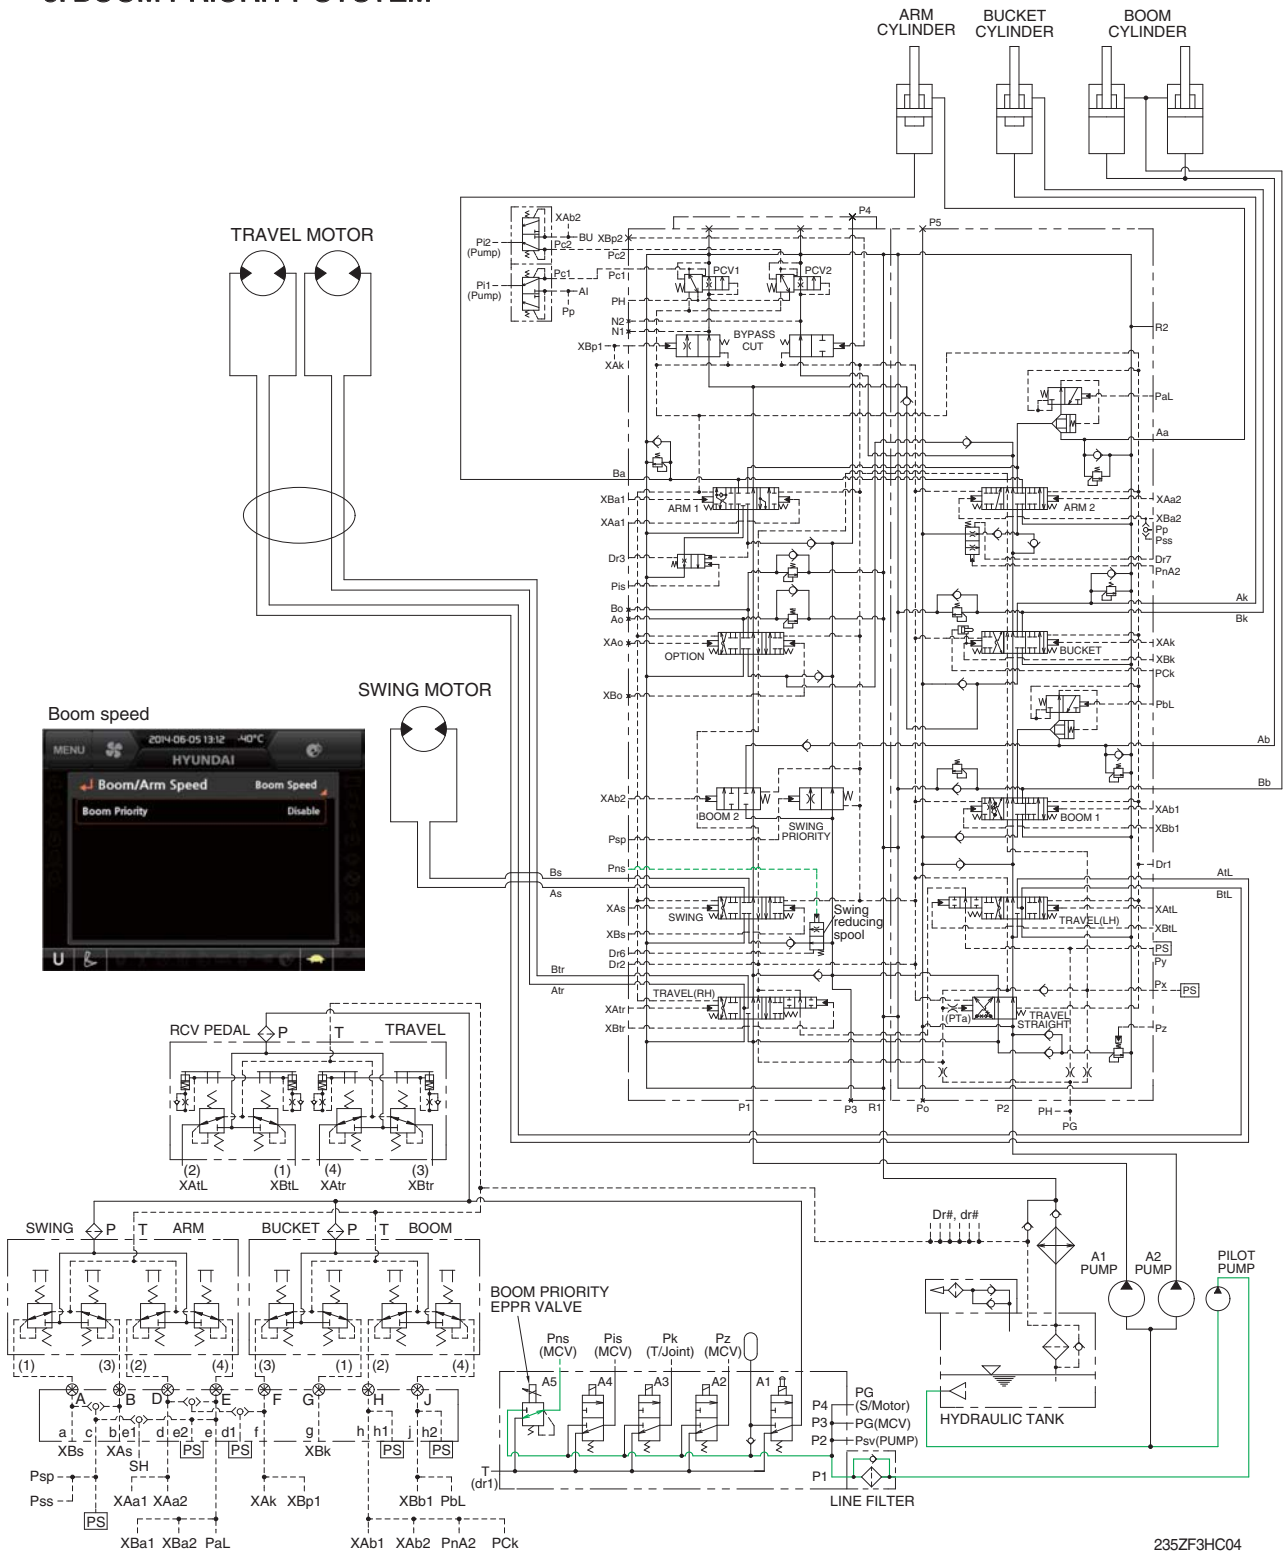 ARM
CYLINDER
BUCKET
CYLINDER
BOOM
CYLINDER
TRAVEL MOTOR
XAb2
BU
XBp2
P4
P5
Pi2
(Pump)
Pc2
Pc2
Pc1
Pc1
PCV1
PCV2
Pi1
(Pump)
AI
Pp
PH
N2
N1
BYPASS
CUT
R2
XBp1
XAk
PaL
Aa
Ba
XBa1
ARM 1
XAa1
ARM 2
XAa2
XBa2
Pp
Pss
Dr3
Dr7
Pis
PnA2
Bo
Ao
Ak
Bk
XAo
OPTION
BUCKET
XAk
XBk
PCk
XBo
PbL
SWING MOTOR
Ab
Bb
Boom speed
MENU
2014-06-05 13:12
-40°C
HYUNDAI
Boom/Arm Speed
Boom Speed
Boom Priority
Disable
U
XAb2
BOOM 2
SWING
PRIORITY
BOOM 1
XAb1
XBb1
Psp
Pns
Dr1
Bs
As
AtL
BtL
XAs
SWING
Swing
reducing
spool
XBs
TRAVEL(LH)
XAtL
XBtL
PS
Dr6
Dr2
Py
Btr
Atr
TRAVEL(RH)
Px
PS
XAtr
XBtr
(PTa)
TRAVEL
STRAIGHT
Pz
RCV PEDAL
P
T
TRAVEL
P1
P3
R1
Po
P2
PH
PG
(2)
XAtL
(1)
XBtL
(4)
XAtr
(3)
XBtr
SWING
P
T
ARM
BUCKET
P
T
BOOM
Dr#, dr#
A1
PUMP
A2
PUMP
PILOT
PUMP
BOOM PRIORITY
EPPR VALVE
Pns
(MCV)
Pis
(MCV)
Pk
(T/Joint)
Pz
(MCV)
(1)
(3)
(2)
(4)
(3)
(1)
(2)
(4)
A5
A4
A3
A2
A1
A
B
D
E
F
G
H
J
a
c
b
e1
d
e2
e
d1
f
g
h
h1
j
h2
PS
PS
PS
PS
XBs
XAs
SH
XBk
P4
PG
(S/Motor)
P3
PG(MCV)
P2
Psv(PUMP)
P1
T
(dr1)
LINE FILTER
HYDRAULIC TANK
Psp
Pss
PS
XAa1
XAa2
XAk
XBp1
XBb1
PbL
XBa1
XBa2
PaL
XAb1
XAb2
PnA2
PCk
235ZF3HC04